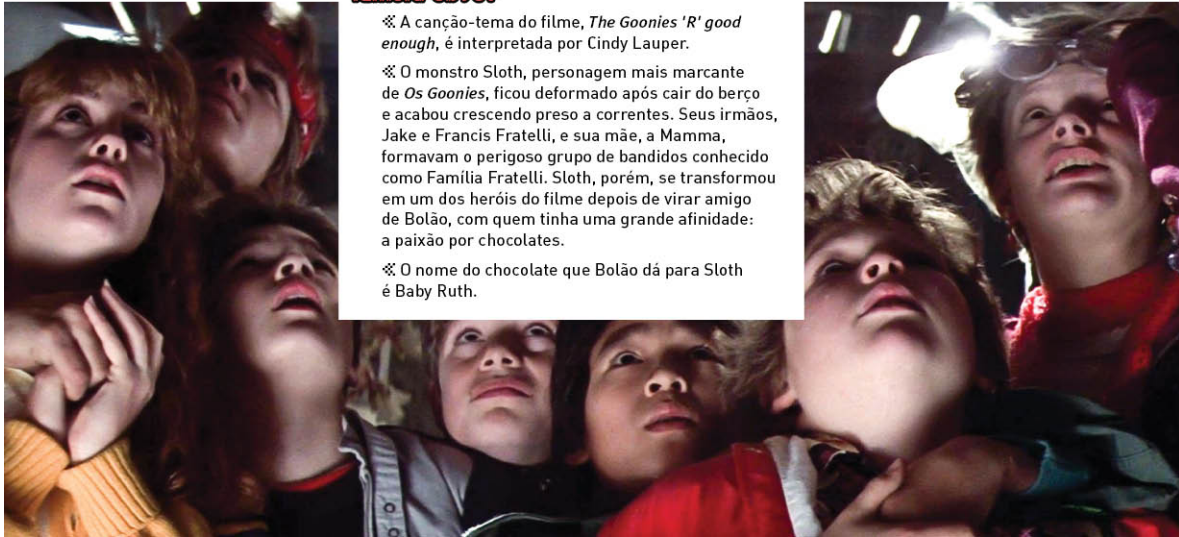 ≪ A canção-tema do filme, The Goonies 'R' good
enough, é interpretada por Cindy Lauper.
≪ O monstro Sloth, personagem mais marcante
de Os Goonies, ficou deformado após cair do berço
e acabou crescendo preso a correntes. Seus irmãos,
Jake e Francis Fratelli, e sua mãe, a Mamma,
formavam o perigoso grupo de bandidos conhecido
como Família Fratelli. Sloth, porém, se transformou
em um dos heróis do filme depois de virar amigo
de Bolão, com quem tinha uma grande afinidade:
a paixão por chocolates.
≪ O nome do chocolate que Bolão dá para Sloth
é Baby Ruth.